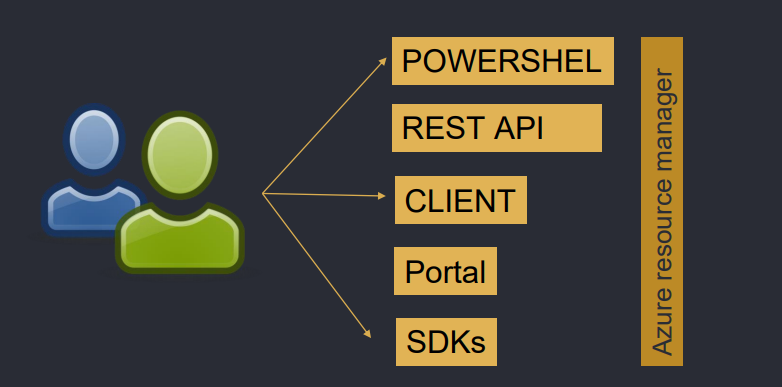 POWERSHEL
REST API
CLIENT
Portal
SDKs
Azure resource manager